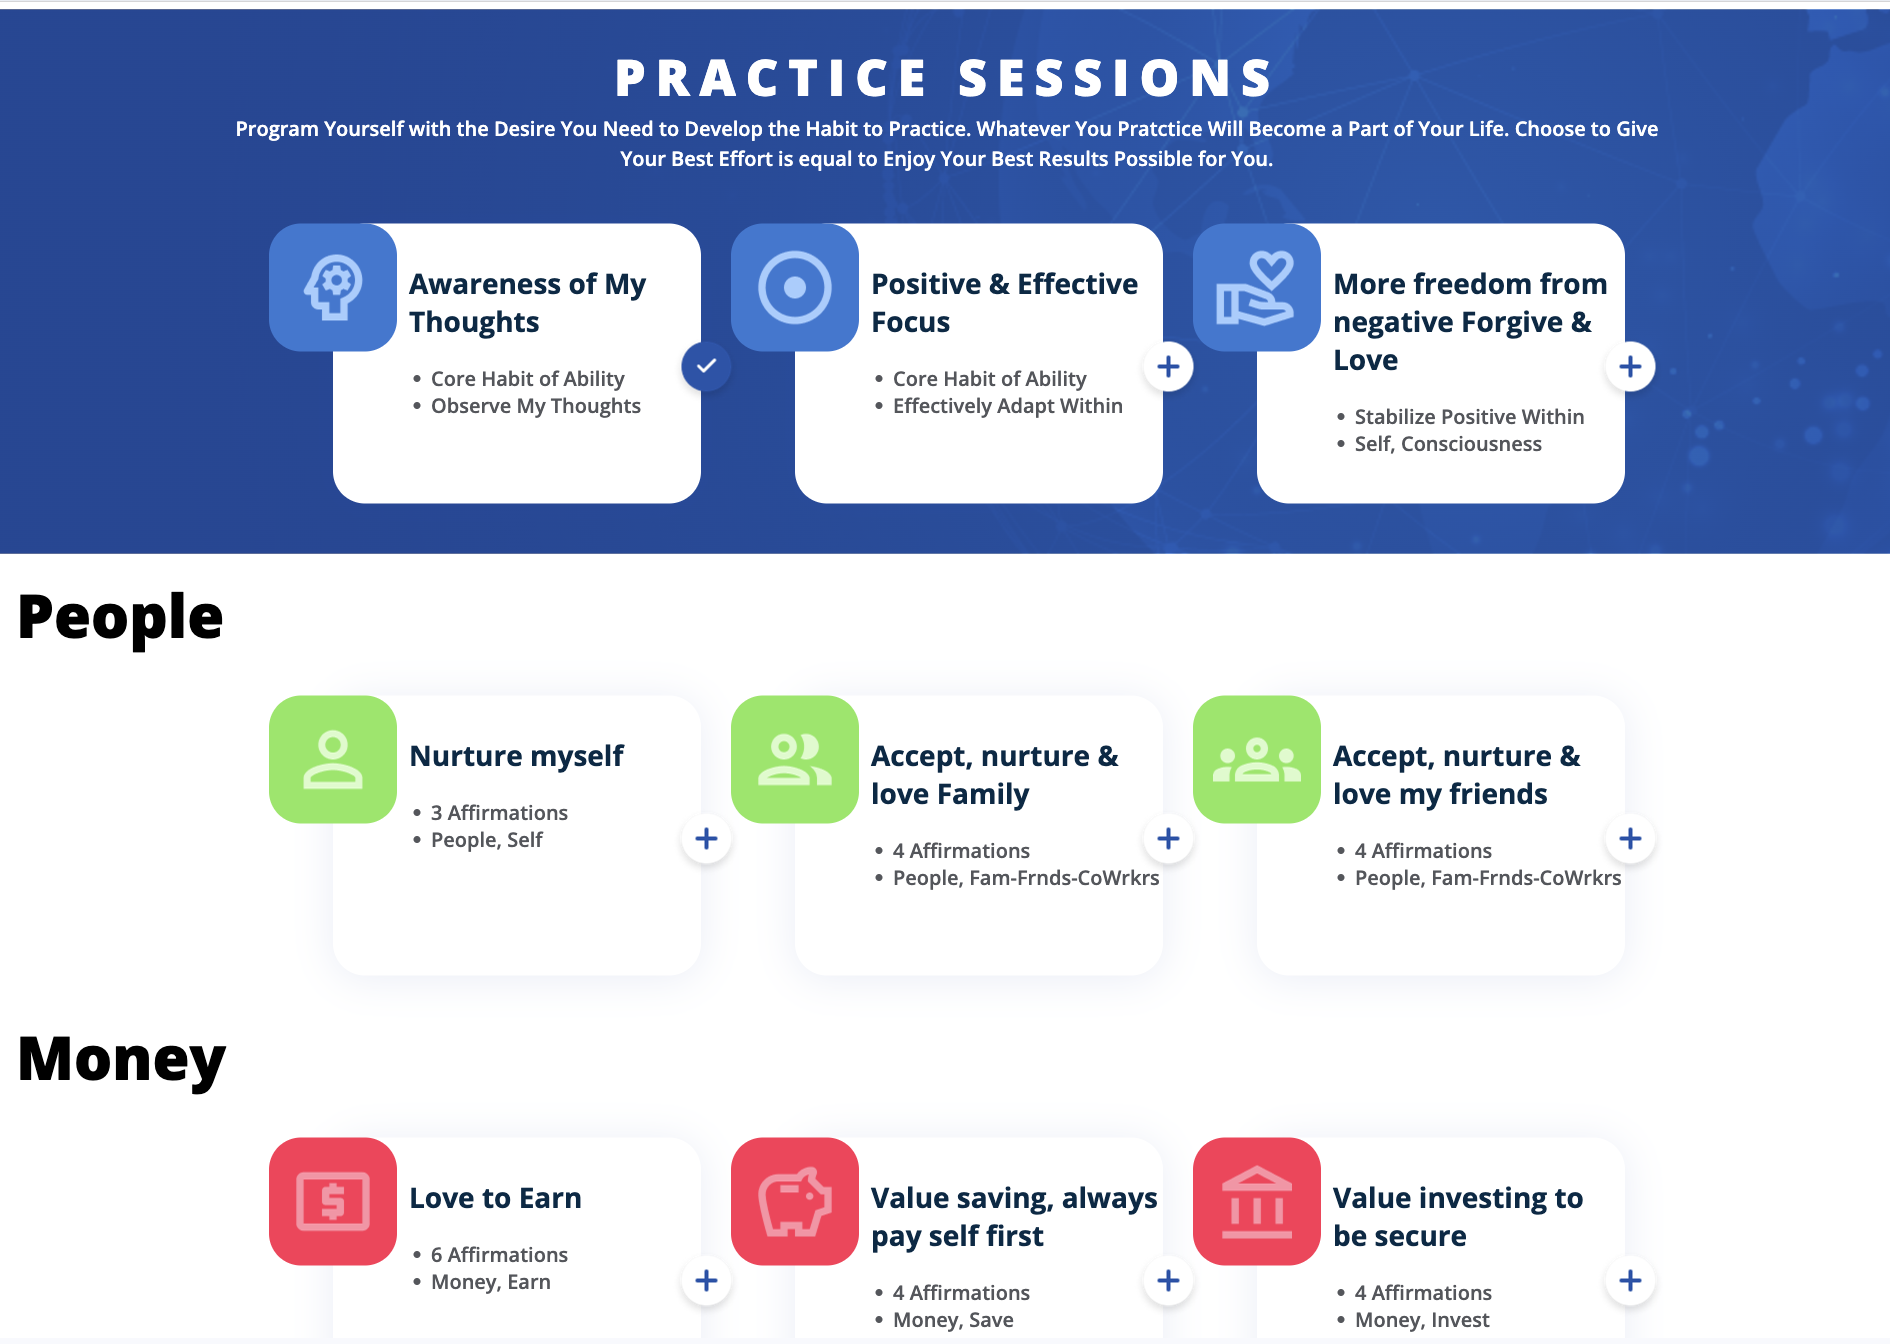 PRACTICE SESSIONS
Program Yourself with the Desire You Need to Develop the Habit to Practice. Whatever You Pratctice Will Become a Part of Your Life. Choose to Give
Your Best Effort is equal to Enjoy Your Best Results Possible for You.
Awareness of My
Thoughts
• Core Habit of Ability
• Observe My Thoughts
Positive & Effective
Focus
• Core Habit of Ability
• Effectively Adapt Within
More freedom from
negative Forgive &
Love
• Stabilize Positive Within
• Self, Consciousness
People
Nurture myself
• 3 Affirmations
• People, Self
Accept, nurture &
love Family
• 4 Affirmations
• People, Fam-Frnds-CoWrkrs
Accept, nurture &
love my friends
• 4 Affirmations
• People, Fam-Frnds-CoWrkrs
Money
Love to Earn
• 6 Affirmations
• Money, Earn
Value saving, always
pay self first
• 4 Affirmations
• Money, Save
Value investing to
be secure
• 4 Affirmations
• Money, Invest